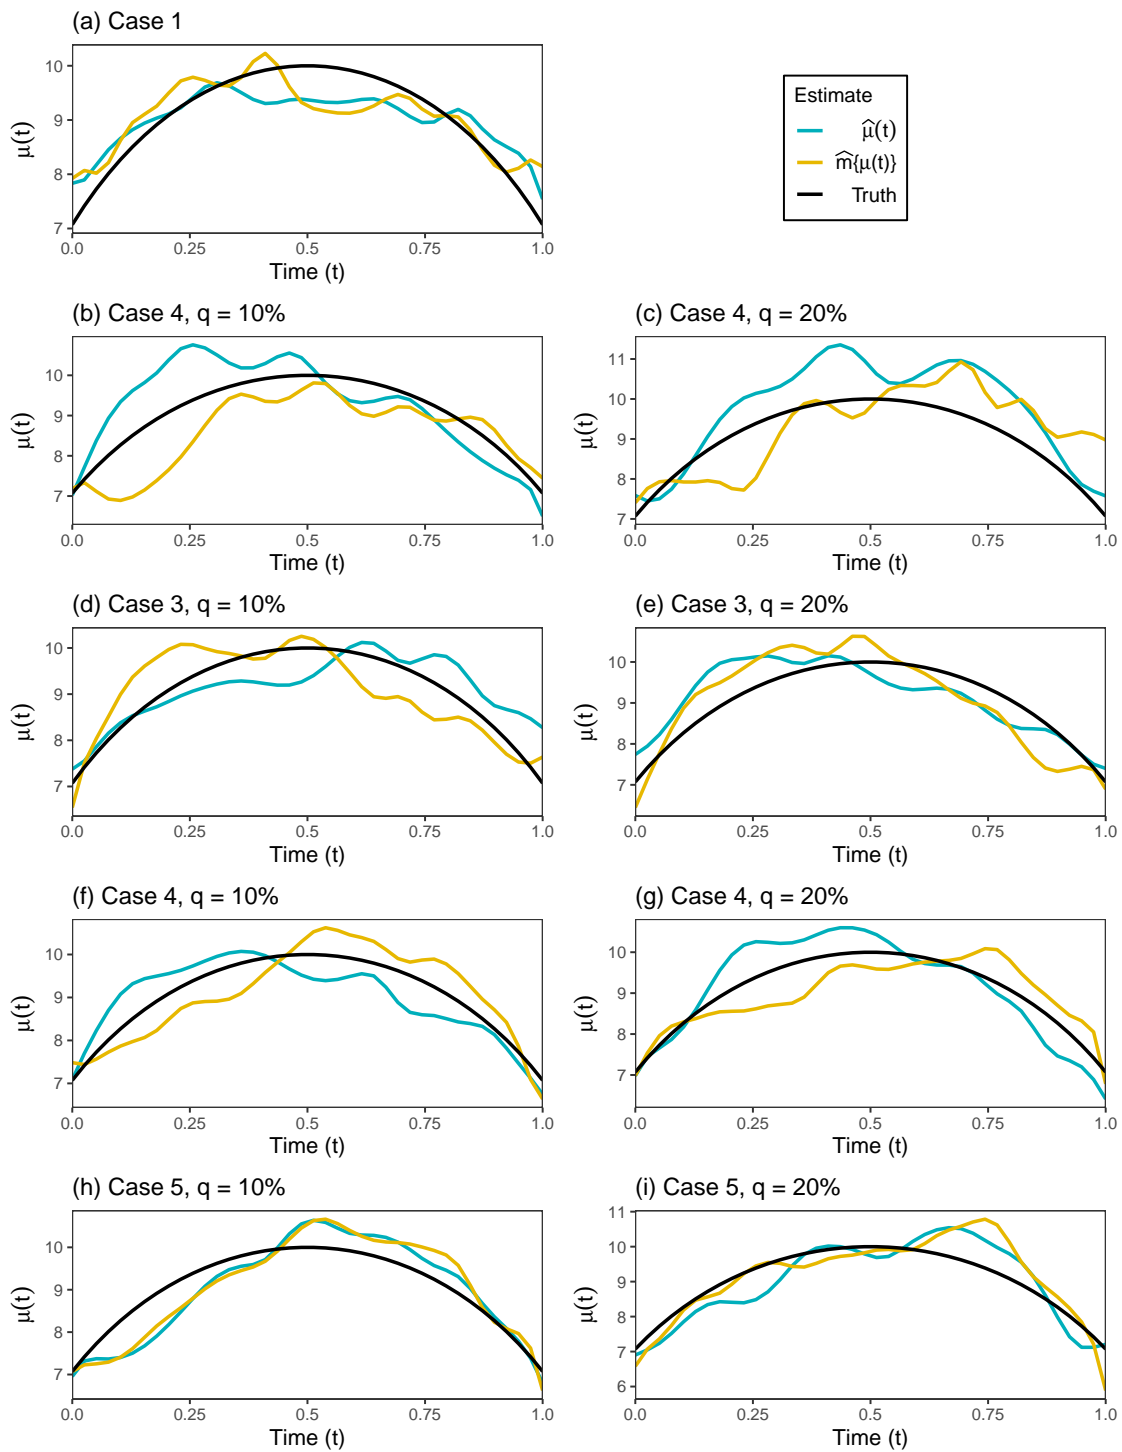 (a) Case 1
10
9
8
7
μ(t)
0.0 0.25 0.5 0.75 1.0
Time (t)
Estimate
μ̂(t)
m̂{μ(t)}
Truth
(b) Case 4, q = 10%
10
9
8
7
μ(t)
0.0 0.25 0.5 0.75 1.0
Time (t)
(c) Case 4, q = 20%
11
10
9
8
7
μ(t)
0.0 0.25 0.5 0.75 1.0
Time (t)
(d) Case 3, q = 10%
10
9
8
7
μ(t)
0.0 0.25 0.5 0.75 1.0
Time (t)
(e) Case 3, q = 20%
10
9
8
7
μ(t)
0.0 0.25 0.5 0.75 1.0
Time (t)
(f) Case 4, q = 10%
10
9
8
7
μ(t)
0.0 0.25 0.5 0.75 1.0
Time (t)
(g) Case 4, q = 20%
10
9
8
7
μ(t)
0.0 0.25 0.5 0.75 1.0
Time (t)
(h) Case 5, q = 10%
10
9
8
7
μ(t)
0.0 0.25 0.5 0.75 1.0
Time (t)
(i) Case 5, q = 20%
11
10
9
8
7
6
μ(t)
0.0 0.25 0.5 0.75 1.0
Time (t)